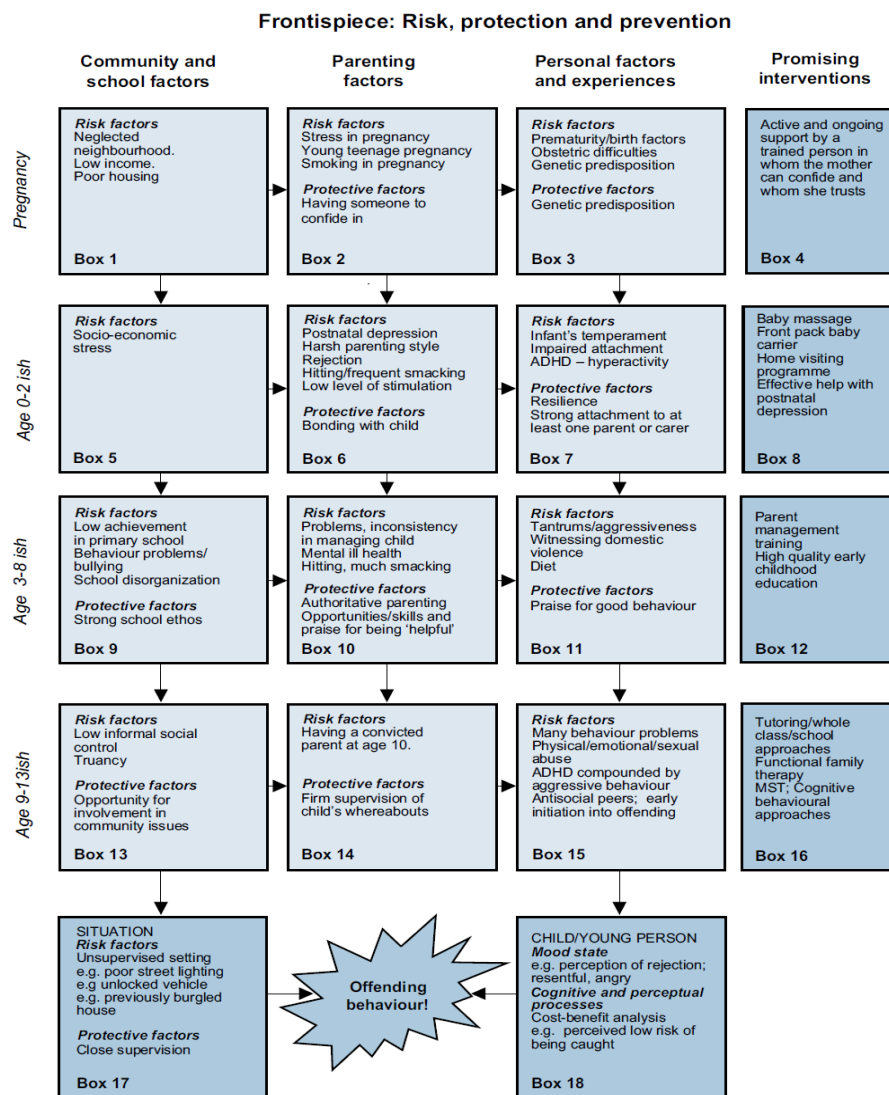 Frontispiece: Risk, protection and prevention
Community and
school factors
Parenting
factors
Personal factors
and experiences
Promising
interventions
Pregnancy
Risk factors
Neglected
neighbourhood.
Low income.
Poor housing
Box 1
Risk factors
Stress in pregnancy
Young teenage pregnancy
Smoking in pregnancy
Protective factors
Having someone to
confide in
Box 2
Risk factors
Prematurity/birth factors
Obstetric difficulties
Genetic predisposition
Protective factors
Genetic predisposition
Box 3
Active and ongoing
support by a
trained person in
whom the mother
can confide and
whom she trusts
Box 4
Age 0-2 ish
Risk factors
Socio-economic
stress
Box 5
Risk factors
Postnatal depression
Harsh parenting style
Rejection
Hitting/frequent smacking
Low level of stimulation
Protective factors
Bonding with child
Box 6
Risk factors
Infant's temperament
Impaired attachment
ADHD – hyperactivity
Protective factors
Resilience
Strong attachment to at
least one parent or carer
Box 7
Baby massage
Front pack baby
carrier
Home visiting
programme
Effective help with
postnatal
depression
Box 8
Age 3-8 ish
Risk factors
Low achievement
in primary school
Behaviour problems/
bullying
School disorganization
Protective factors
Strong school ethos
Box 9
Risk factors
Problems, inconsistency
in managing child
Mental ill health
Hitting, much smacking
Protective factors
Authoritative parenting
Opportunities/skills and
praise for being 'helpful'
Box 10
Risk factors
Tantrums/aggressiveness
Witnessing domestic
violence
Diet
Protective factors
Praise for good behaviour
Box 11
Parent
management
training
High quality early
childhood
education
Box 12
Age 9-13ish
Risk factors
Low informal social
control
Truancy
Protective factors
Opportunity for
involvement in
community issues
Box 13
Risk factors
Having a convicted
parent at age 10.
Protective factors
Firm supervision of
child's whereabouts
Box 14
Risk factors
Many behaviour problems
Physical/emotional/sexual
abuse
ADHD compounded by
aggressive behaviour
Antisocial peers; early
initiation into offending
Box 15
Tutoring/whole
class/school
approaches
Functional family
therapy
MST; Cognitive
behavioural
approaches
Box 16
SITUATION
Risk factors
Unsupervised setting
e.g. poor street lighting
e.g unlocked vehicle
e.g. previously burgled
house
Protective factors
Close supervision
Box 17
Offending
behaviour!
CHILD/YOUNG PERSON
Mood state
e.g. perception of rejection;
resentful, angry
Cognitive and perceptual
processes
Cost-benefit analysis
e.g. perceived low risk of
being caught
Box 18